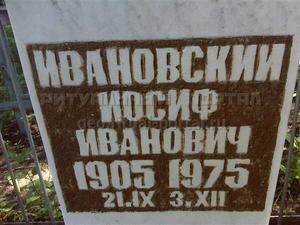 ИВАНОВСКИЙ
ИОСИФ
ИВАНОВИЧ
1905 1975
21.IX 3.XII